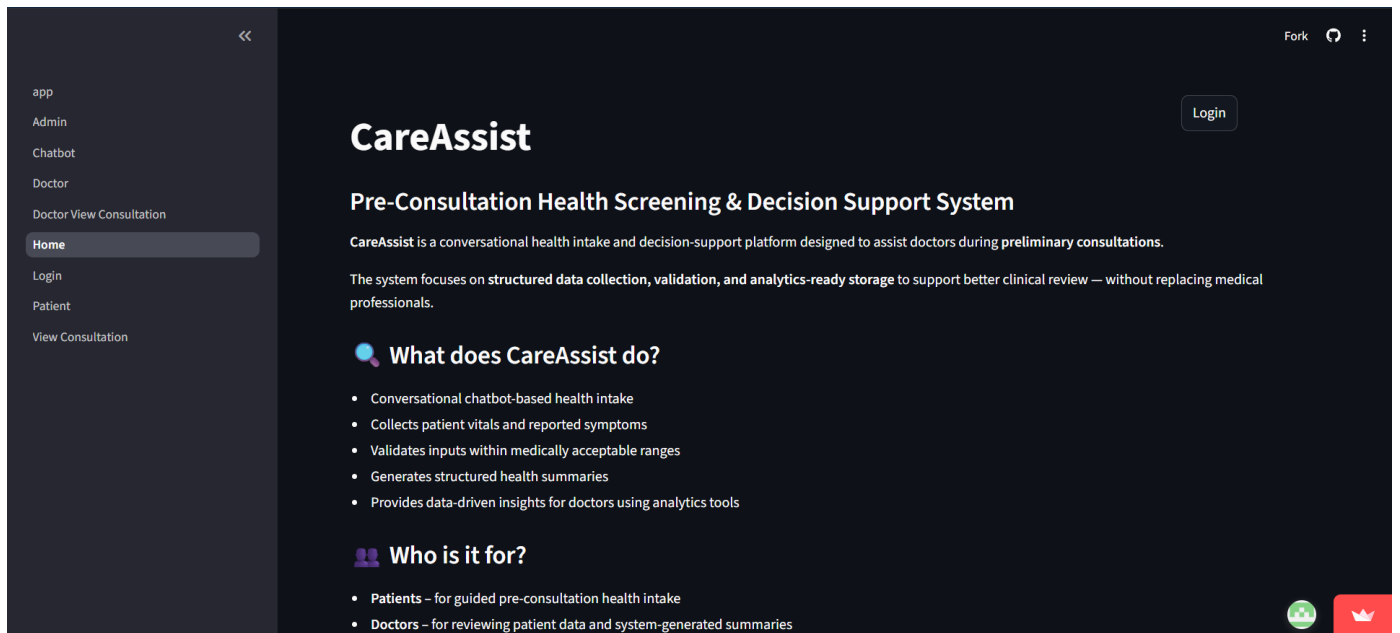 Fork
app
Admin
Chatbot
Doctor
Doctor View Consultation
Home
Login
Patient
View Consultation
Login
CareAssist
Pre-Consultation Health Screening & Decision Support System
CareAssist is a conversational health intake and decision-support platform designed to assist doctors during preliminary consultations.
The system focuses on structured data collection, validation, and analytics-ready storage to support better clinical review — without replacing medical
professionals.
What does CareAssist do?
• Conversational chatbot-based health intake
• Collects patient vitals and reported symptoms
• Validates inputs within medically acceptable ranges
• Generates structured health summaries
• Provides data-driven insights for doctors using analytics tools
Who is it for?
• Patients – for guided pre-consultation health intake
• Doctors – for reviewing patient data and system-generated summaries